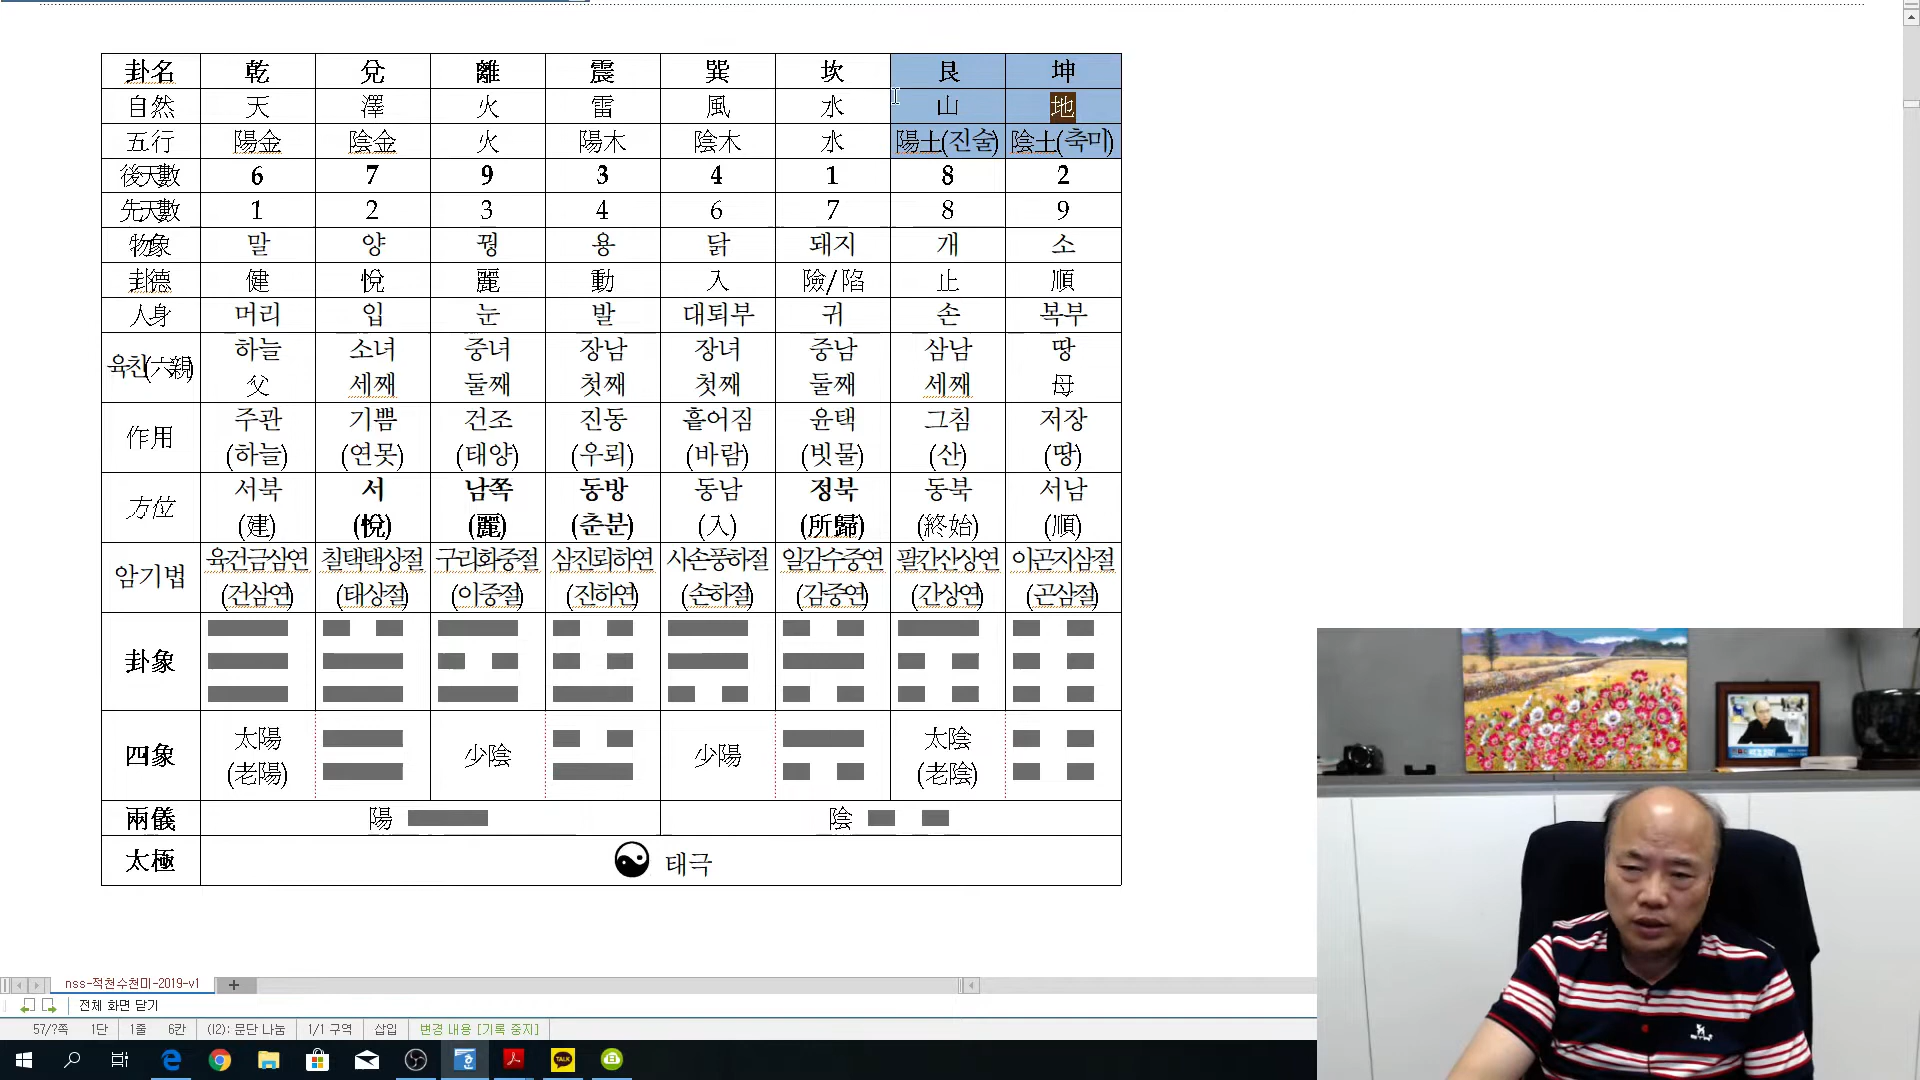 卦名 乾 兌 離 震 巽 坎 艮 坤
自然 天 澤 火 雷 風 水 山 地
五行 陽金 陰金 火 陽木 陰木 水 陽土(진술) 陰土(축미)
後天數 6 7 9 3 4 1 8 2
先天數 1 2 3 4 6 7 8 9
物象 말 양 꿩 용 닭 돼지 개 소
卦德 健 悅 麗 動 入 險/陷 止 順
人身 머리 입 눈 발 대퇴부 귀 손 복부
육친(六親) 하늘 소녀 중녀 장남 장녀 중남 삼남 땅
父 세째 둘째 첫째 첫째 둘째 세째 母
作用 주관 기쁨 건조 진동 흩어짐 윤택 그침 저장
(하늘) (연못) (태양) (우뢰) (바람) (빗물) (산) (땅)
方位 서북 서 남쪽 동방 동남 정북 동북 서남
(建) (悅) (麗) (춘분) (入) (所歸) (終始) (順)
암기법 육건금삼연 칠택택상절 구리화중절 삼진뢰하연 사손풍하절 일감수중연 팔간산상연 이곤지삼절
(건삼연) (태상절) (이중절) (진하연) (손하절) (감중연) (간상연) (곤삼절)
卦象
四象 太陽 少陰 少陽 太陰
(老陽) (老陰)
兩儀 陽 陰
太極 태극
nss-적천수천미-2019-v1
전체 화면 닫기
57/?쪽 1단 1줄 6칸 (I2): 문단 나눔 1/1 구역 삽입 변경 내용 [기록 중지]
TALK